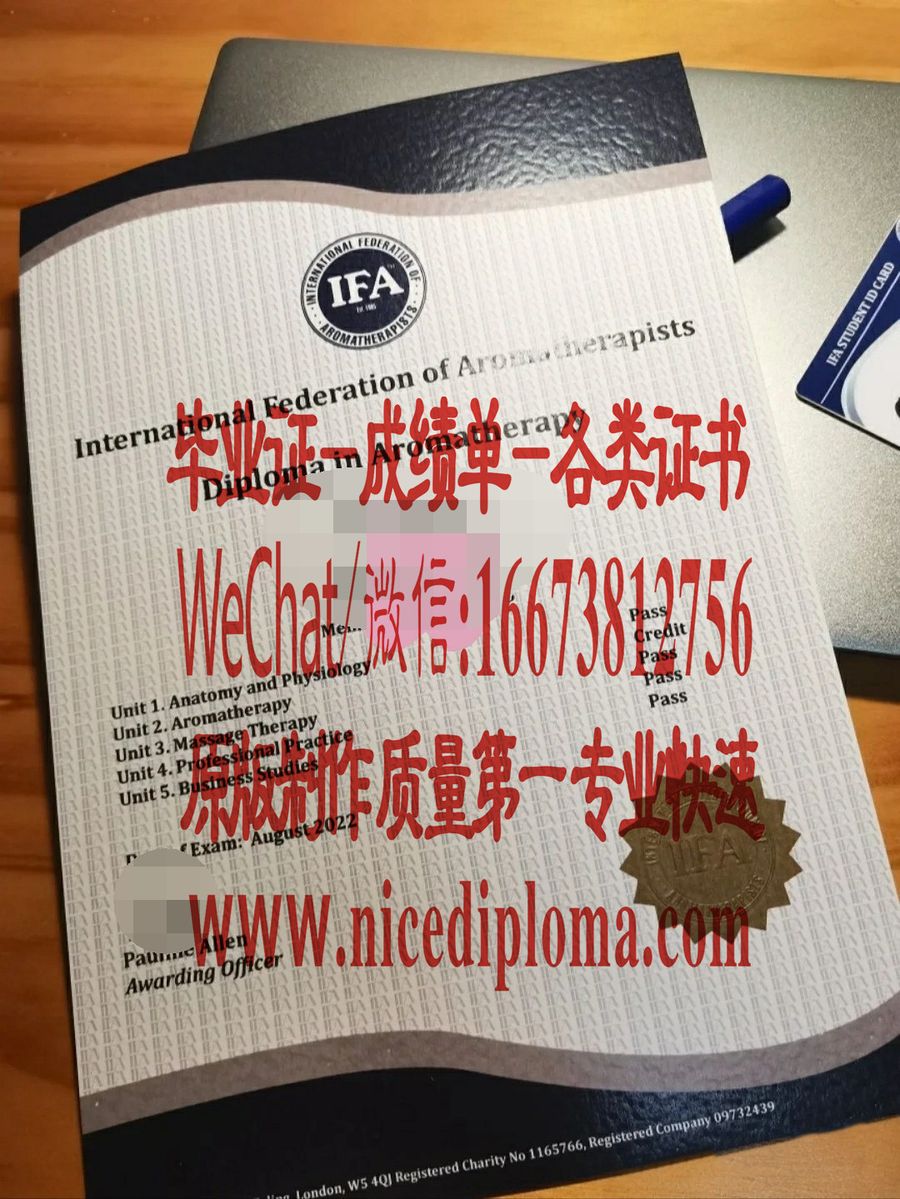 INTERNATIONAL FEDERATION OF
IFA
Est. 1985
AROMATHERAPISTS
International Federation of Aromatherapists
Diploma in Aromatherapy
毕业证-成绩单-各类证书
WeChat/微信:16673812756
Unit 1. Anatomy and Physiology Pass
Unit 2. Aromatherapy Credit
Unit 3. Massage Therapy Pass
Unit 4. Professional Practice Pass
Unit 5. Business Studies Pass
原版制作质量第一专业快速
Exam: August 2022
IFA
www.nicediploma.com
Pauline Allen
Awarding Officer
London, W5 4QJ Registered Charity No 1165766, Registered Company 09732439
IFA STUDENT ID CARD